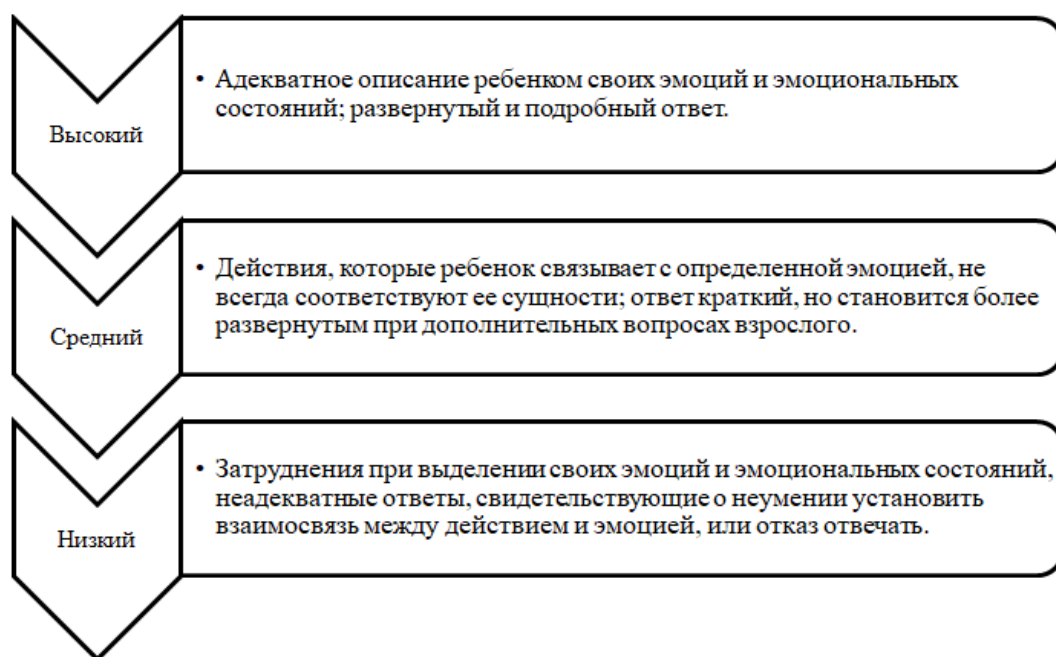 Высокий
• Адекватное описание ребенком своих эмоций и эмоциональных
состояний; развернутый и подробный ответ.
Средний
• Действия, которые ребенок связывает с определенной эмоцией, не
всегда соответствуют ее сущности; ответ краткий, но становится более
развернутым при дополнительных вопросах взрослого.
Низкий
• Затруднения при выделении своих эмоций и эмоциональных состояний,
неадекватные ответы, свидетельствующие о неумении установить
взаимосвязь между действием и эмоцией, или отказ отвечать.